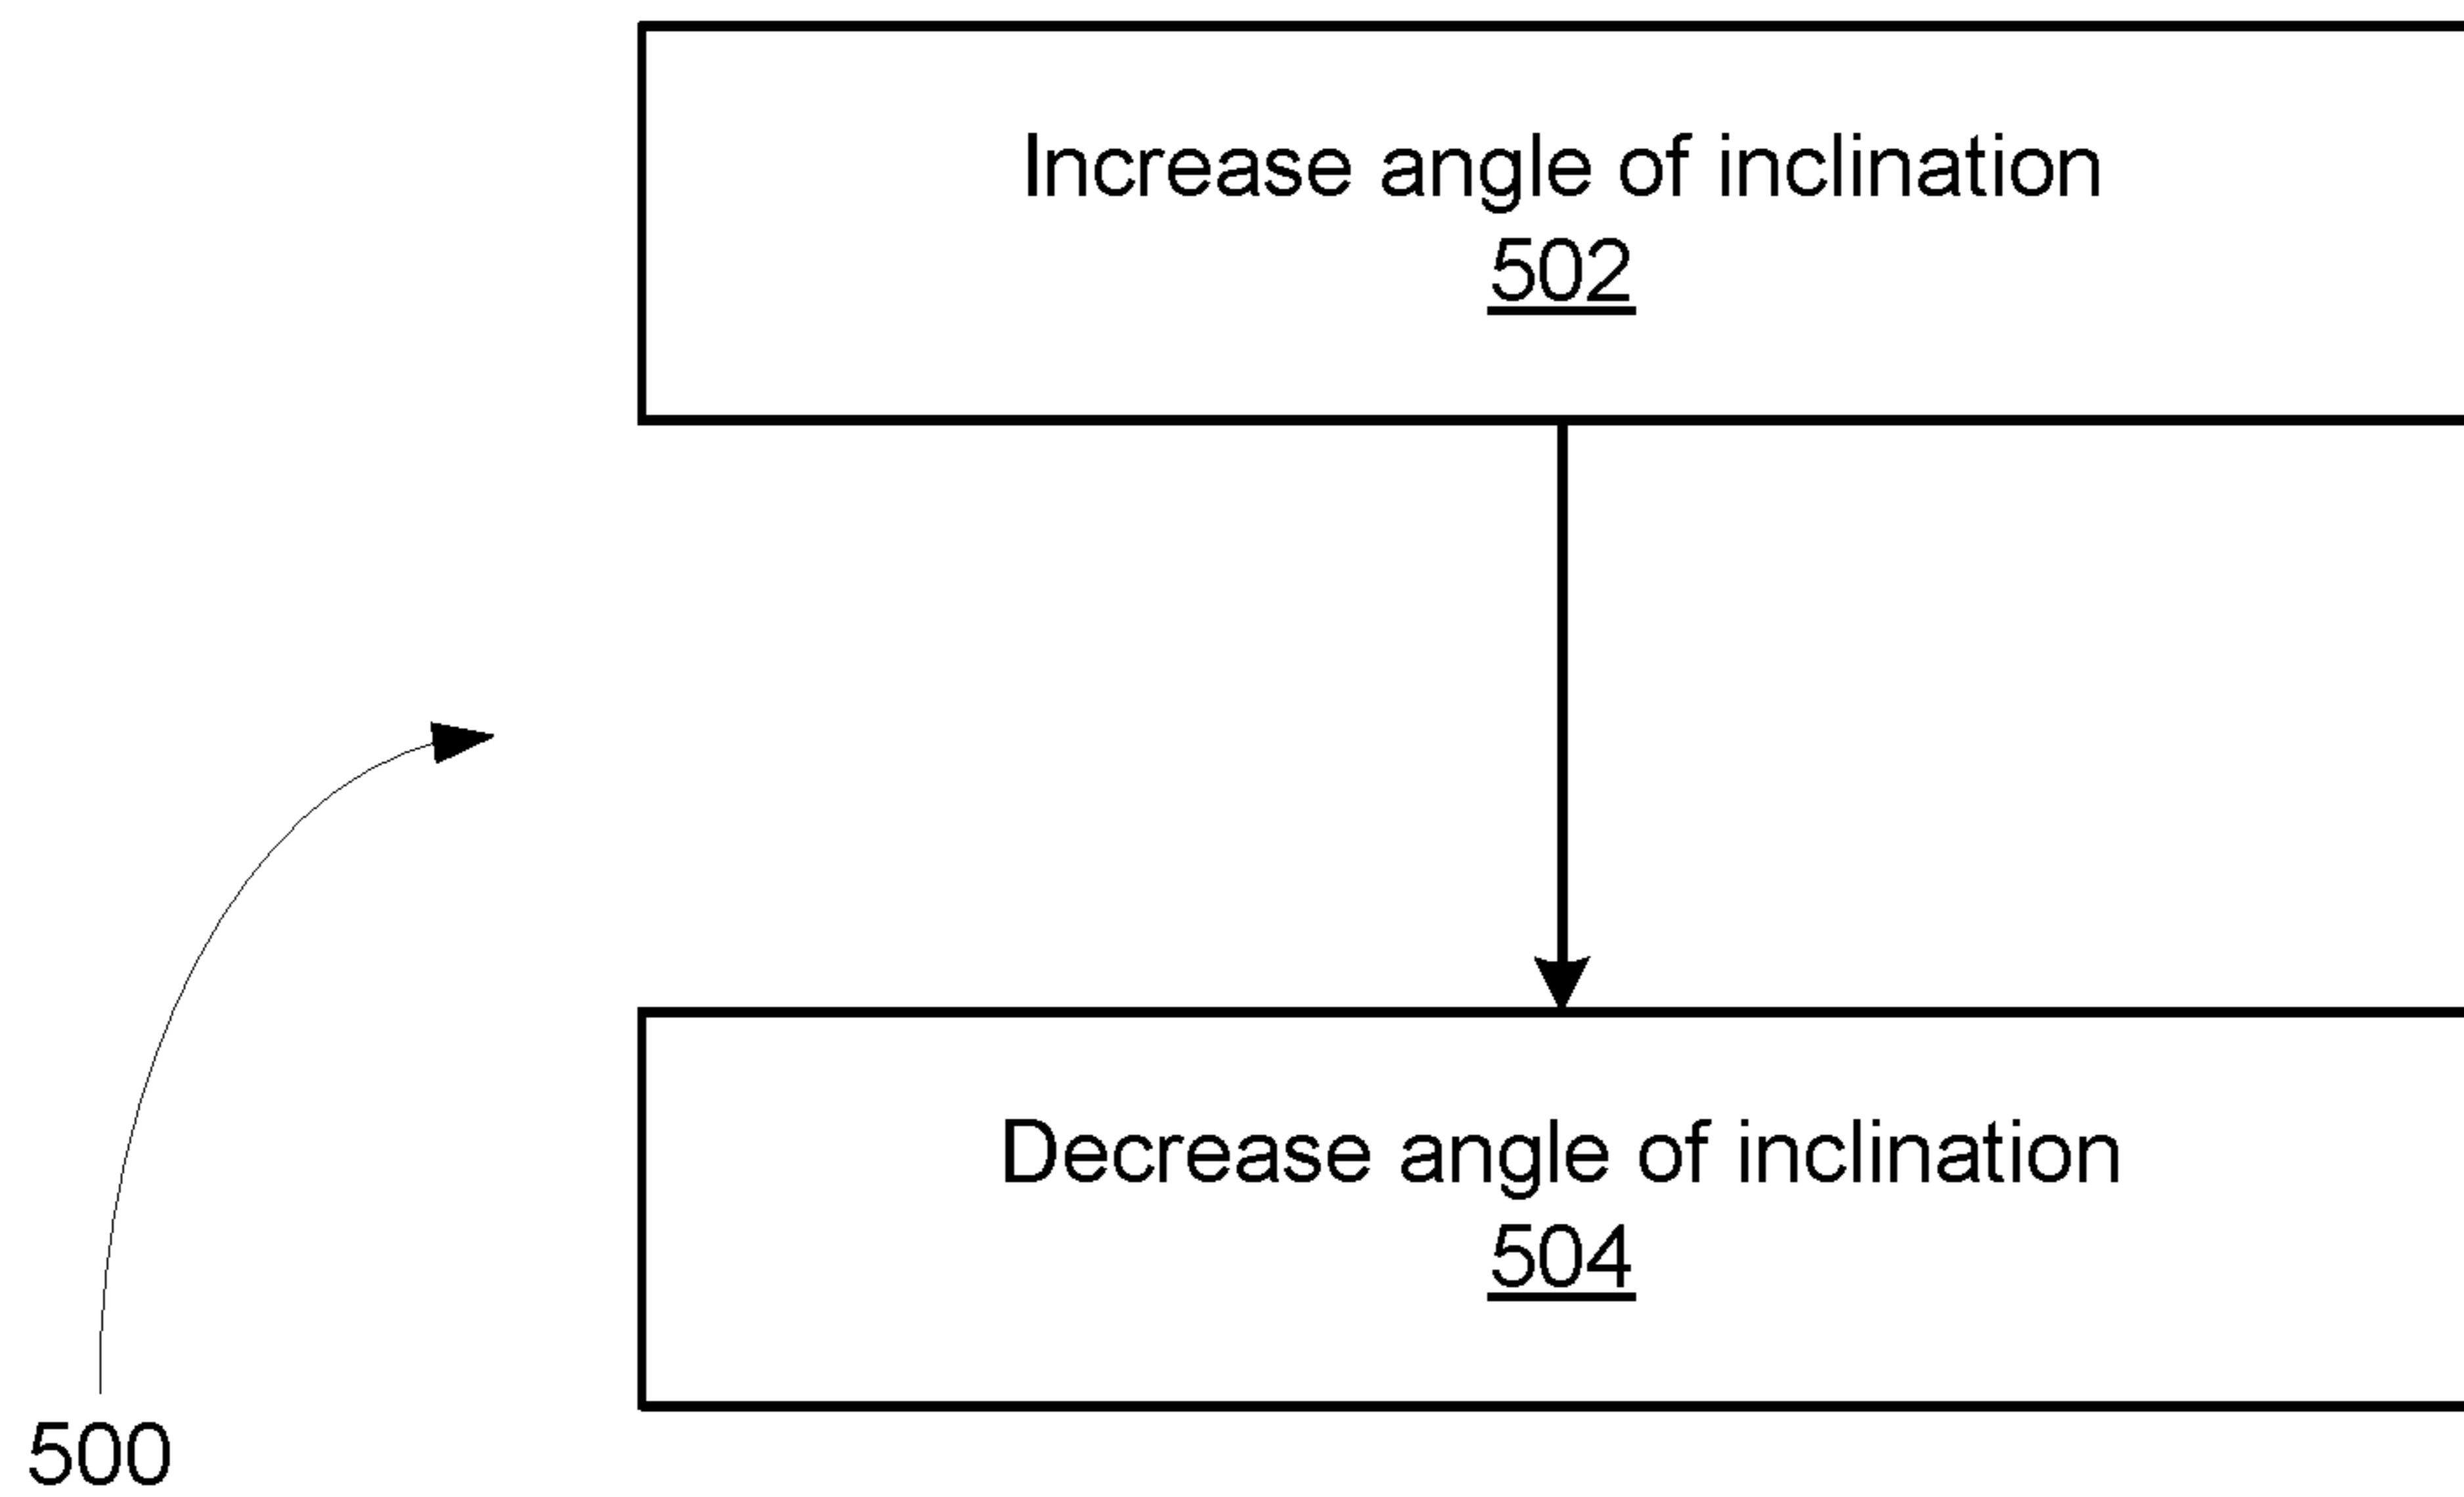 Increase angle of inclination
502
Decrease angle of inclination
504
500